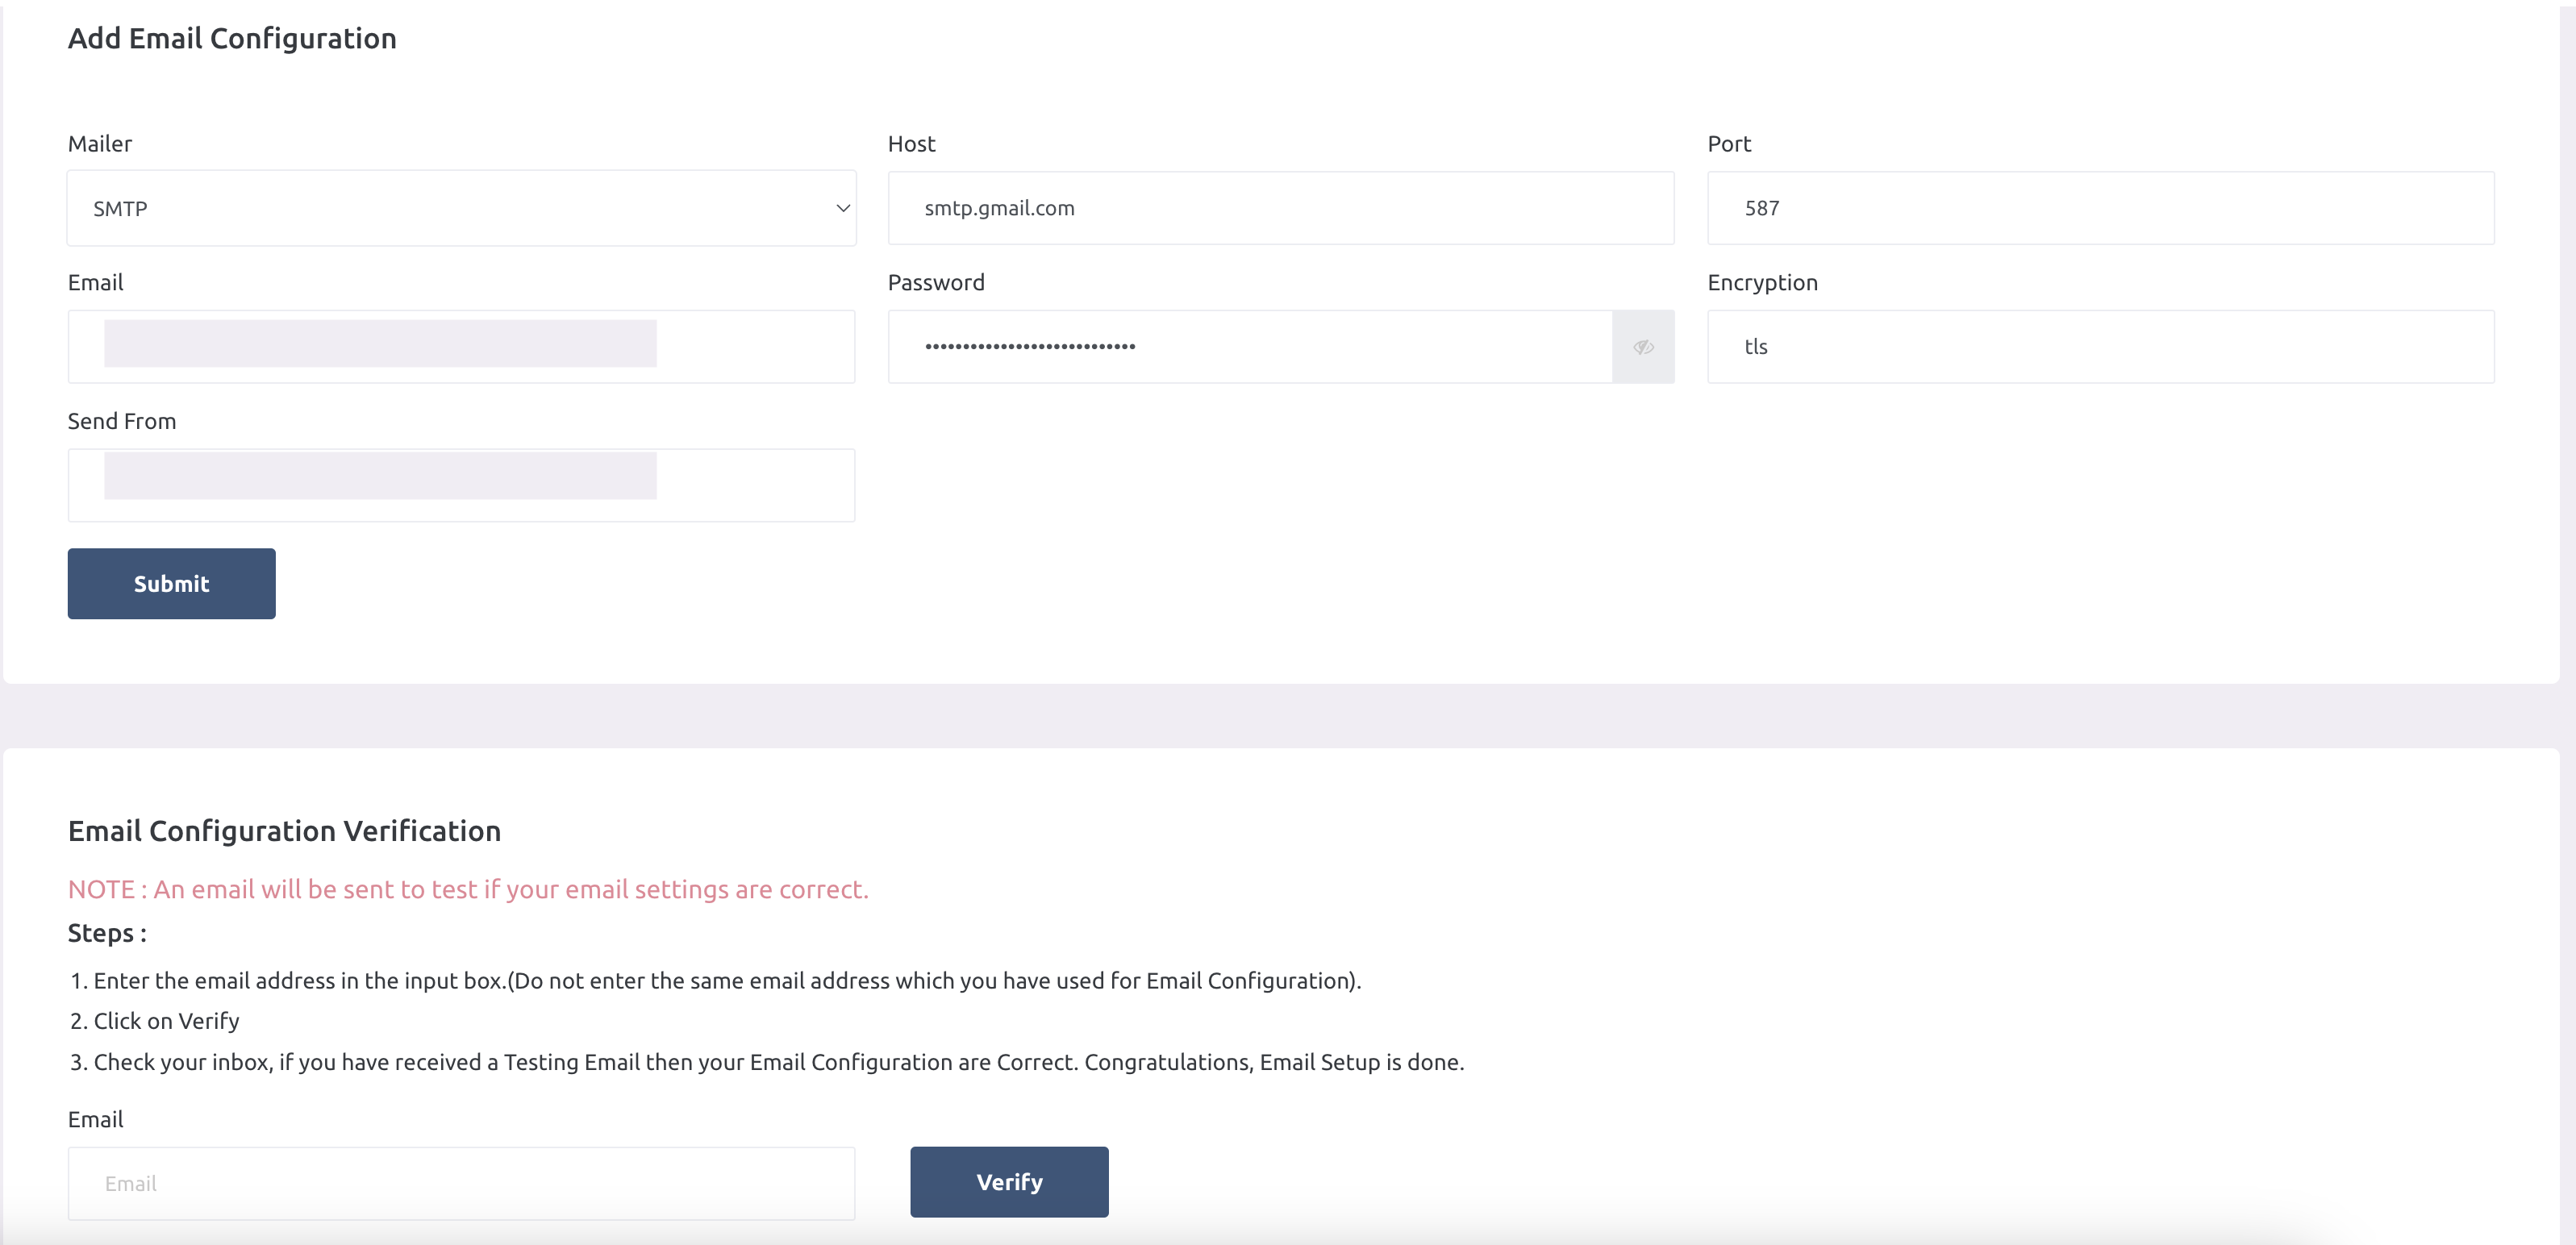 Add Email Configuration
Mailer Host Port
SMTP smtp.gmail.com 587
Email Password Encryption
•••••••••••••••••••••••••••• tls
Send From
Submit
Email Configuration Verification
NOTE : An email will be sent to test if your email settings are correct.
Steps :
1. Enter the email address in the input box.(Do not enter the same email address which you have used for Email Configuration).
2. Click on Verify
3. Check your inbox, if you have received a Testing Email then your Email Configuration are Correct. Congratulations, Email Setup is done.
Email
Email Verify